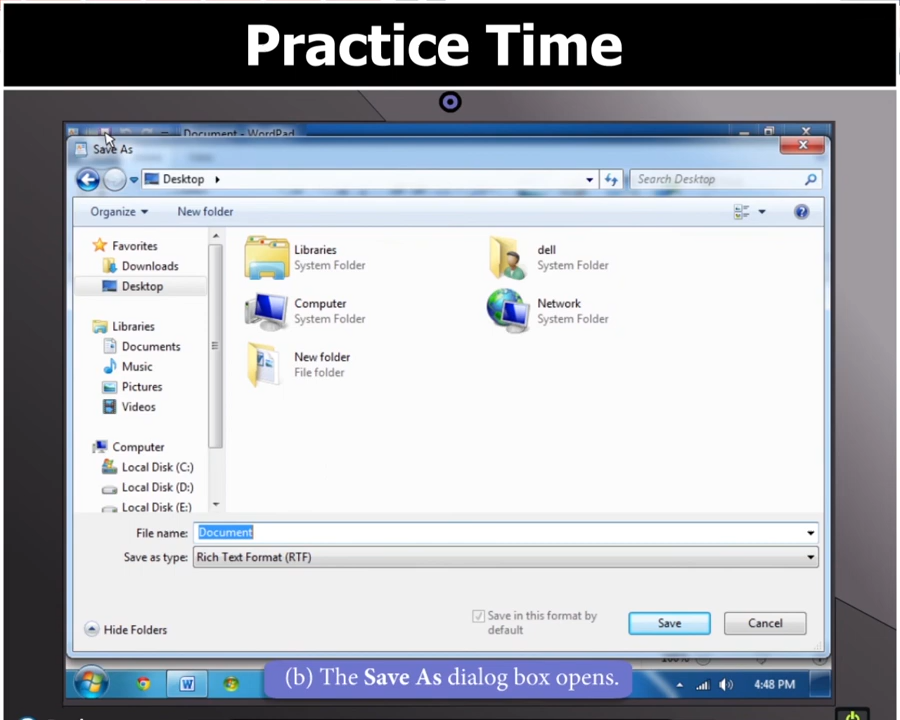 Practice Time
Document - WordPad
Save As
Desktop
Search Desktop
Organize
New folder
Favorites
Downloads
Desktop
Libraries
Documents
Music
Pictures
Videos
Computer
Local Disk (C:)
Local Disk (D:)
Local Disk (E:)
Libraries
System Folder
dell
System Folder
Computer
System Folder
Network
System Folder
New folder
File folder
File name: Document
Save as type: Rich Text Format (RTF)
Hide Folders
Save in this format by
default
Save
Cancel
100%
(b) The Save As dialog box opens.
4:48 PM